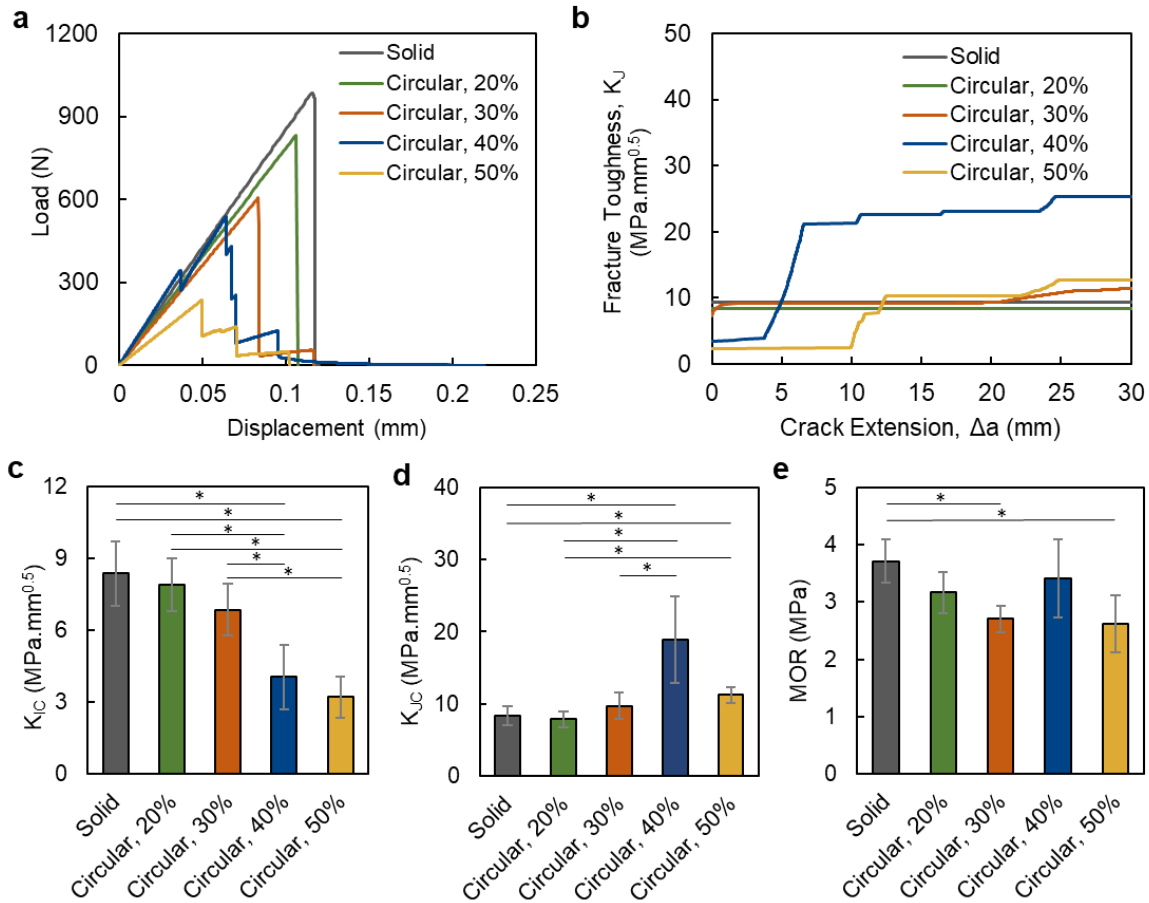 a
1200
900
600
300
0
Load (N)
0
0.05
0.1
0.15
0.2
0.25
Displacement (mm)
Solid
Circular, 20%
Circular, 30%
Circular, 40%
Circular, 50%
b
50
40
30
20
10
0
Fracture Toughness, KJ
(MPa.mm0.5)
0
5
10
15
20
25
30
Crack Extension, Δa (mm)
Solid
Circular, 20%
Circular, 30%
Circular, 40%
Circular, 50%
c
12
9
6
3
0
KIC (MPa.mm0.5)
*
*
*
*
*
*
Solid
Circular, 20%
Circular, 30%
Circular, 40%
Circular, 50%
d
40
30
20
10
0
KJC (MPa.mm0.5)
*
*
*
*
*
Solid
Circular, 20%
Circular, 30%
Circular, 40%
Circular, 50%
e
5
4
3
2
1
0
MOR (MPa)
*
*
Solid
Circular, 20%
Circular, 30%
Circular, 40%
Circular, 50%